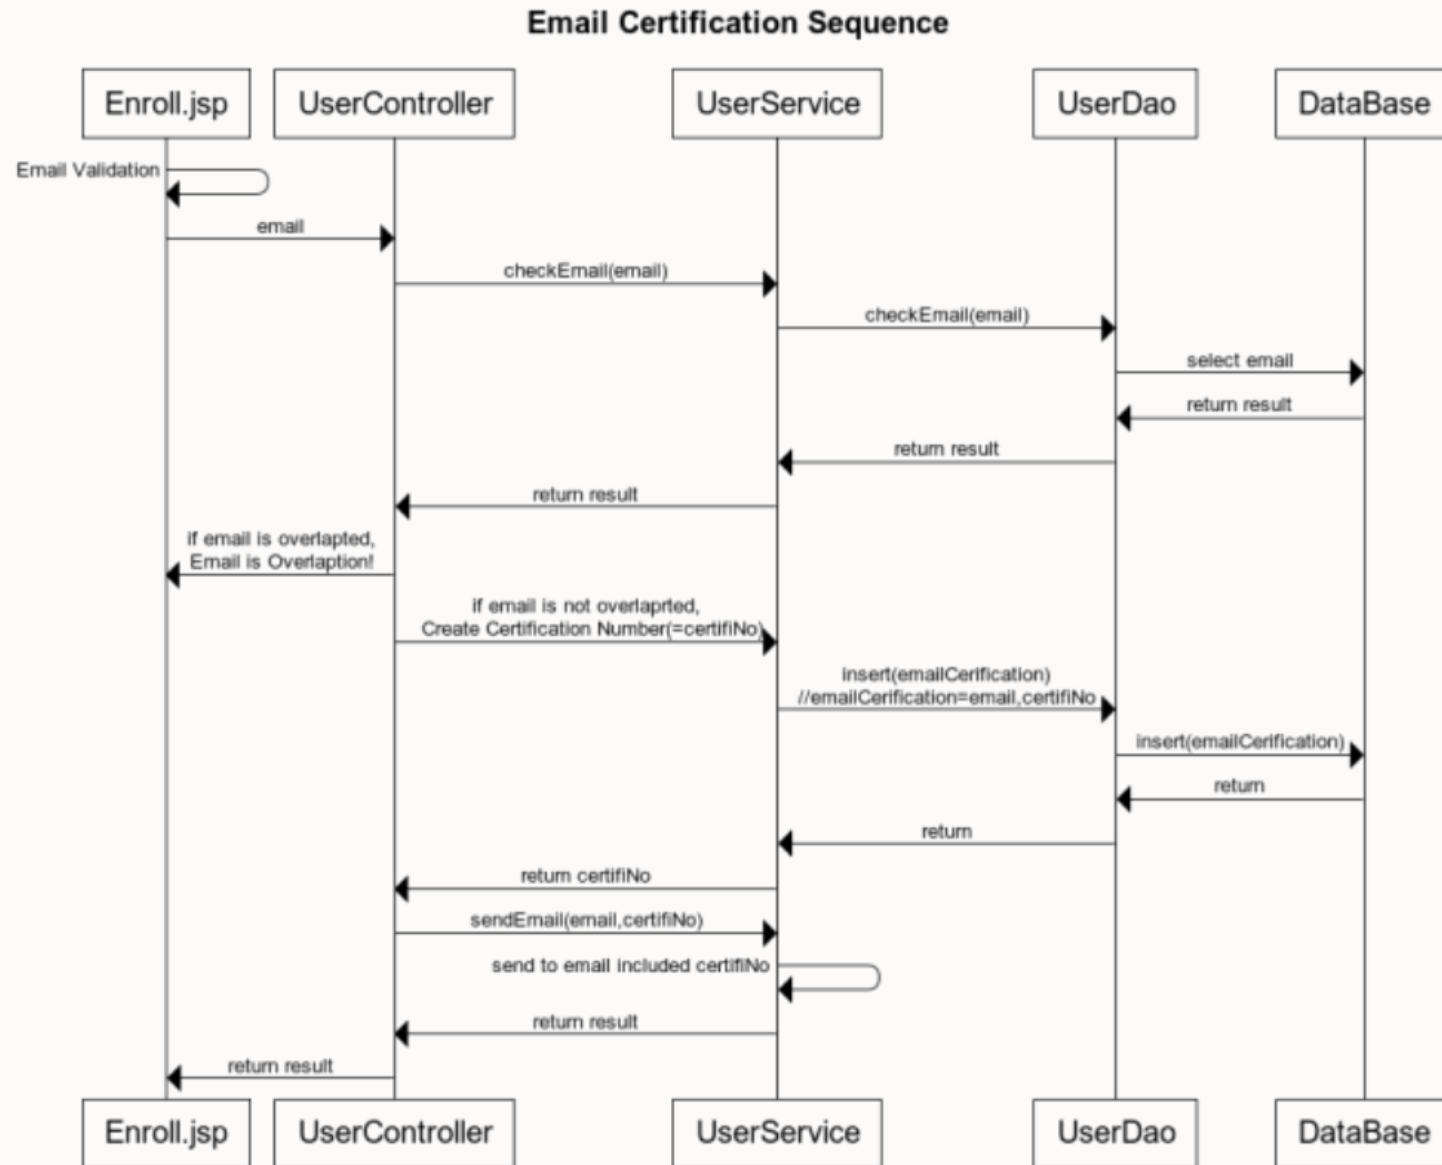 Email Certification Sequence
Enroll.jsp
UserController
UserService
UserDao
DataBase
Email Validation
email
checkEmail(email)
checkEmail(email)
select email
return result
return result
return result
if email is overlapted,
Email is Overlaption!
if email is not overlaprted,
Create Certification Number(=certifiNo)
insert(emailCerification)
//emailCerification=email,certifiNo
insert(emailCerification)
return
return
return certifiNo
sendEmail(email,certifiNo)
send to email included certifiNo
return result
return result
Enroll.jsp
UserController
UserService
UserDao
DataBase